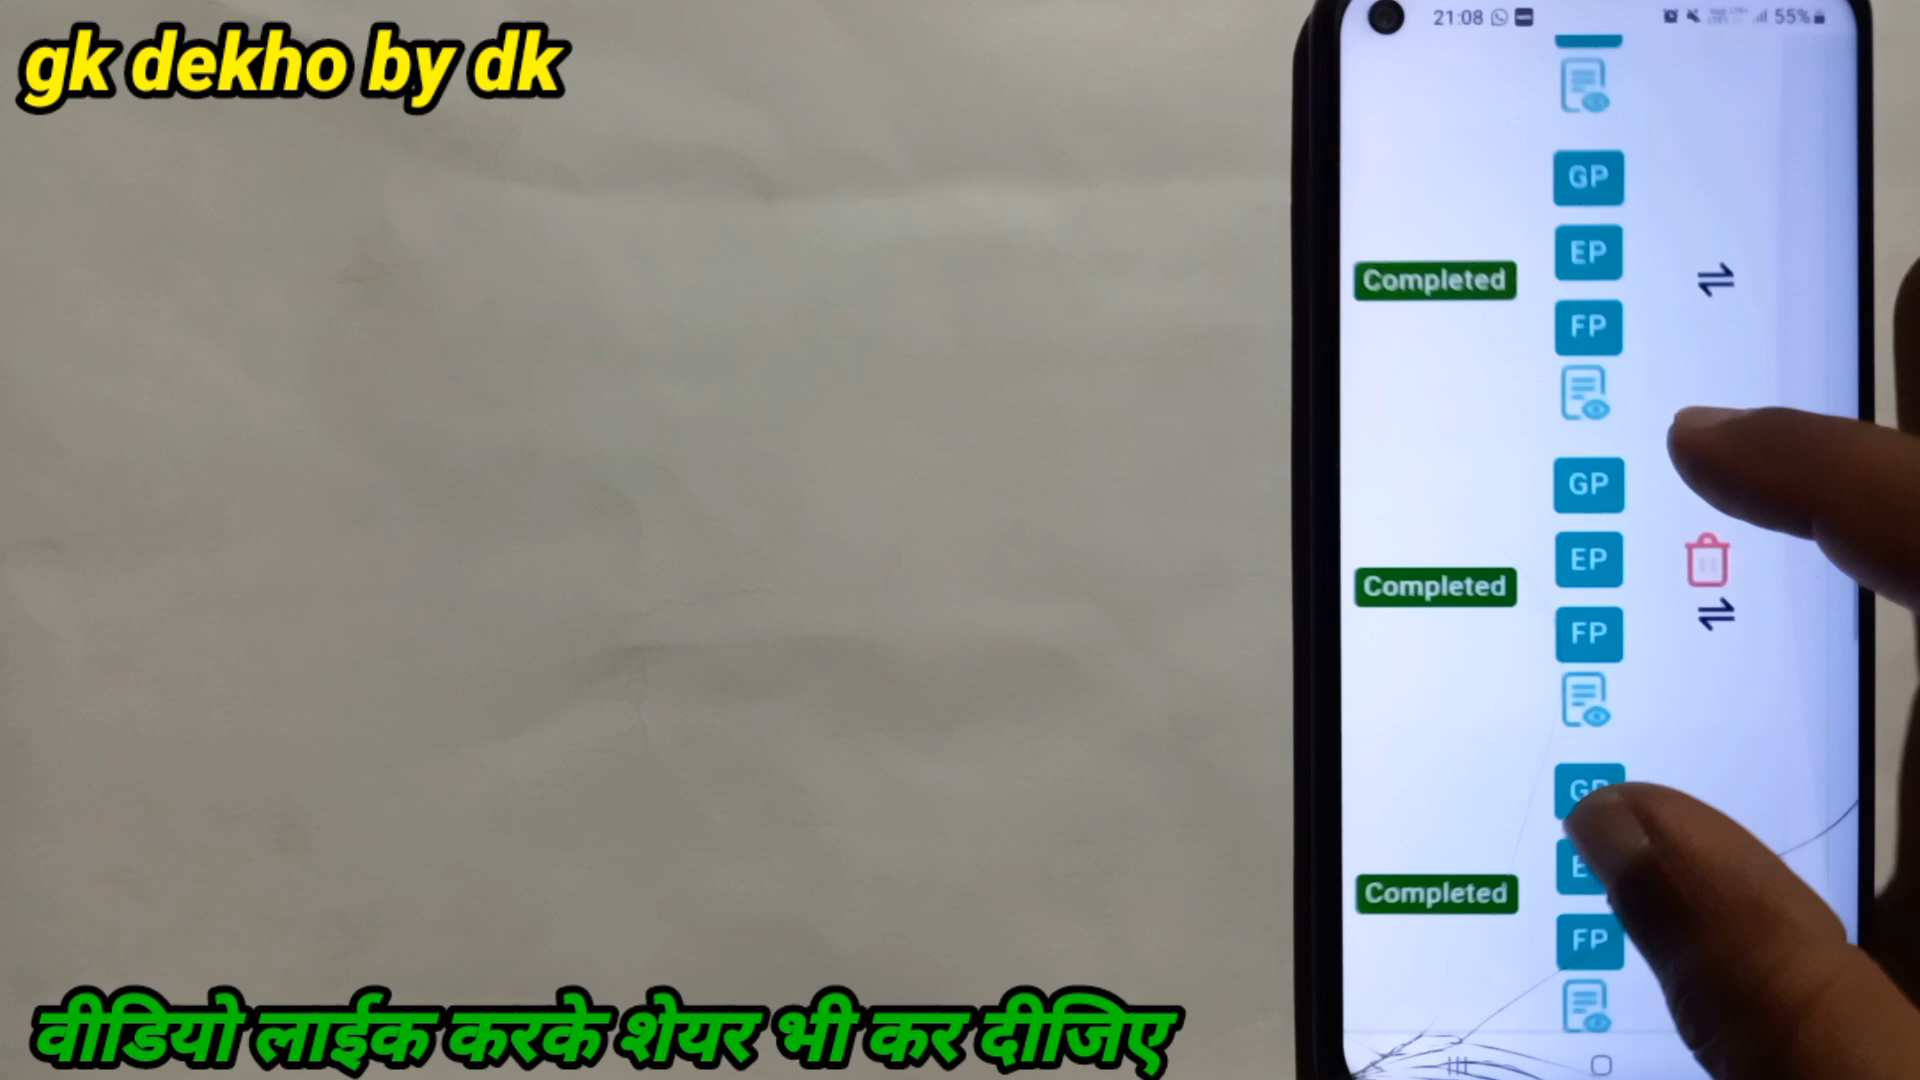 gk dekho by dk
21:08
55%
GP
EP
Completed
FP
GP
EP
Completed
FP
GP
Completed
FP
वीडियो लाईक करके शेयर भी कर दीजिए